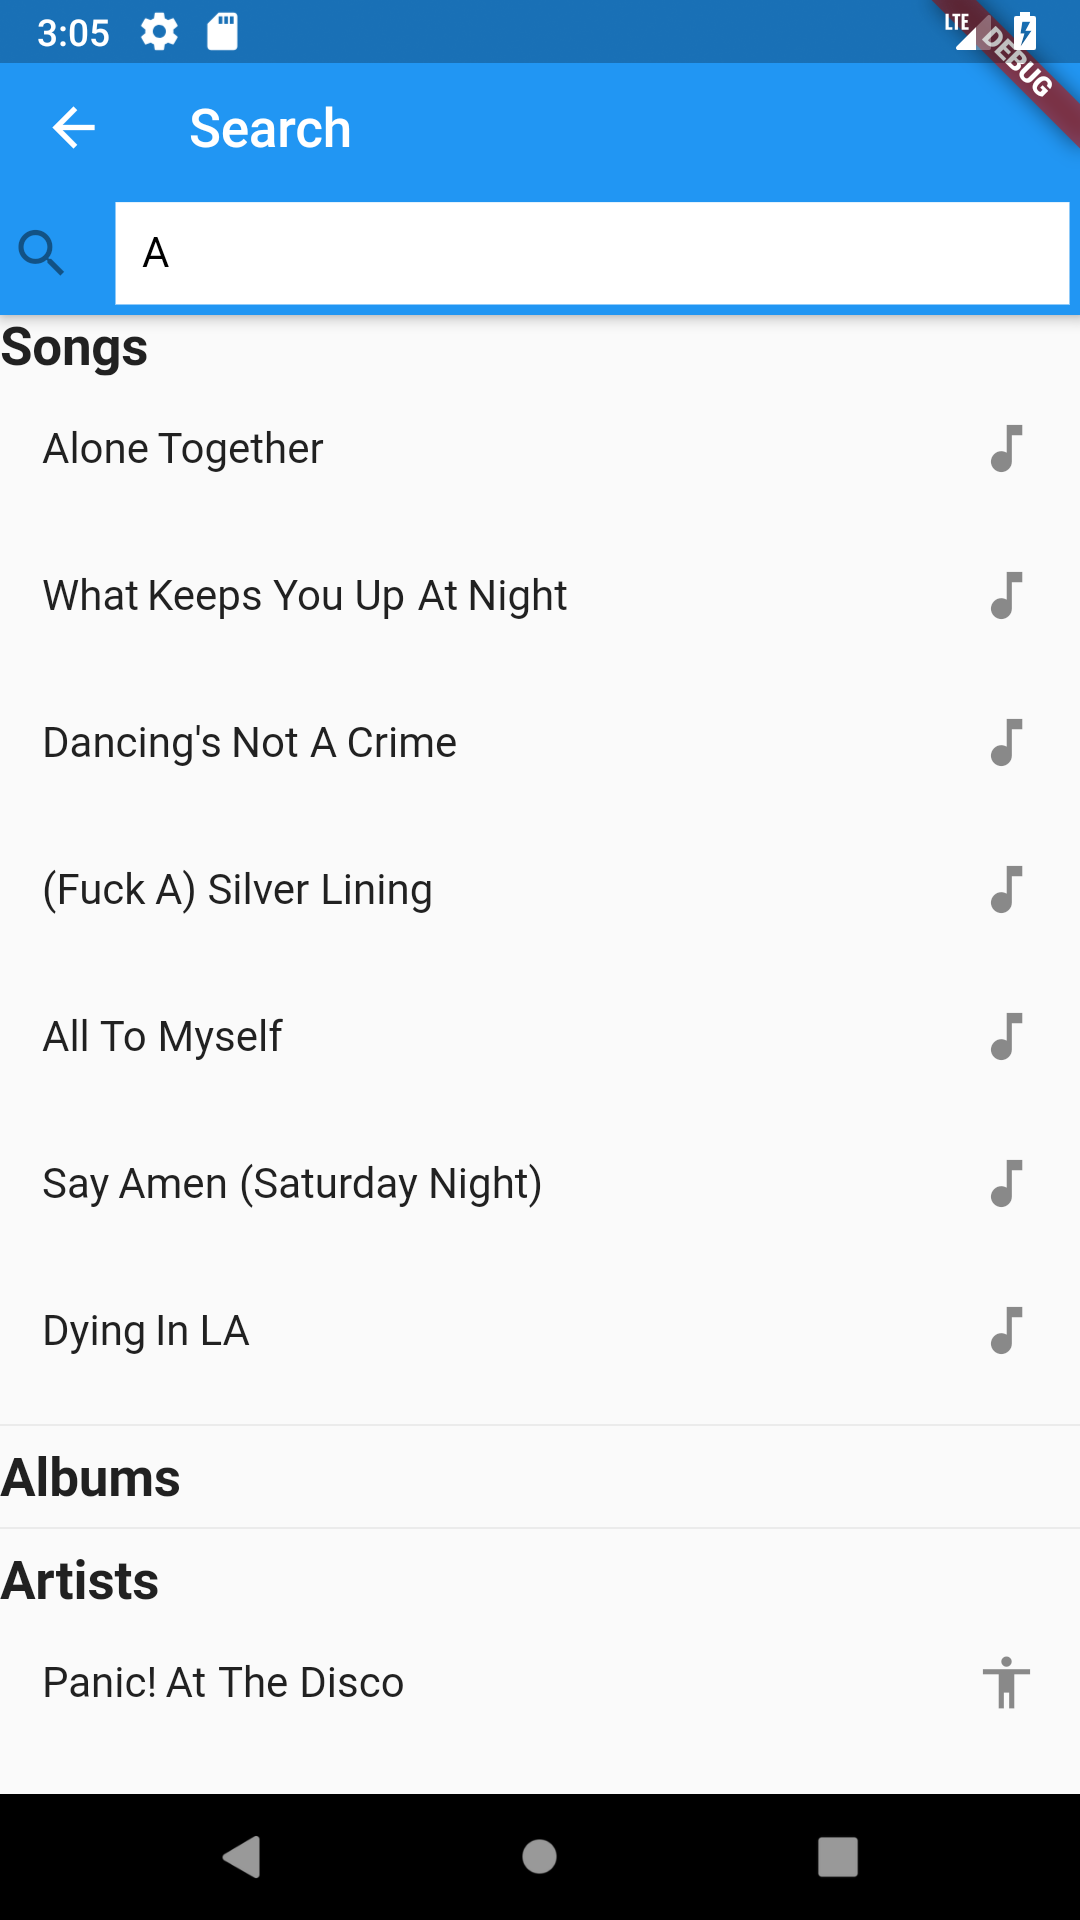 3:05
LTE
DEBUG
Search
A
Songs
Alone Together
What Keeps You Up At Night
Dancing's Not A Crime
(Fuck A) Silver Lining
All To Myself
Say Amen (Saturday Night)
Dying In LA
Albums
Artists
Panic! At The Disco